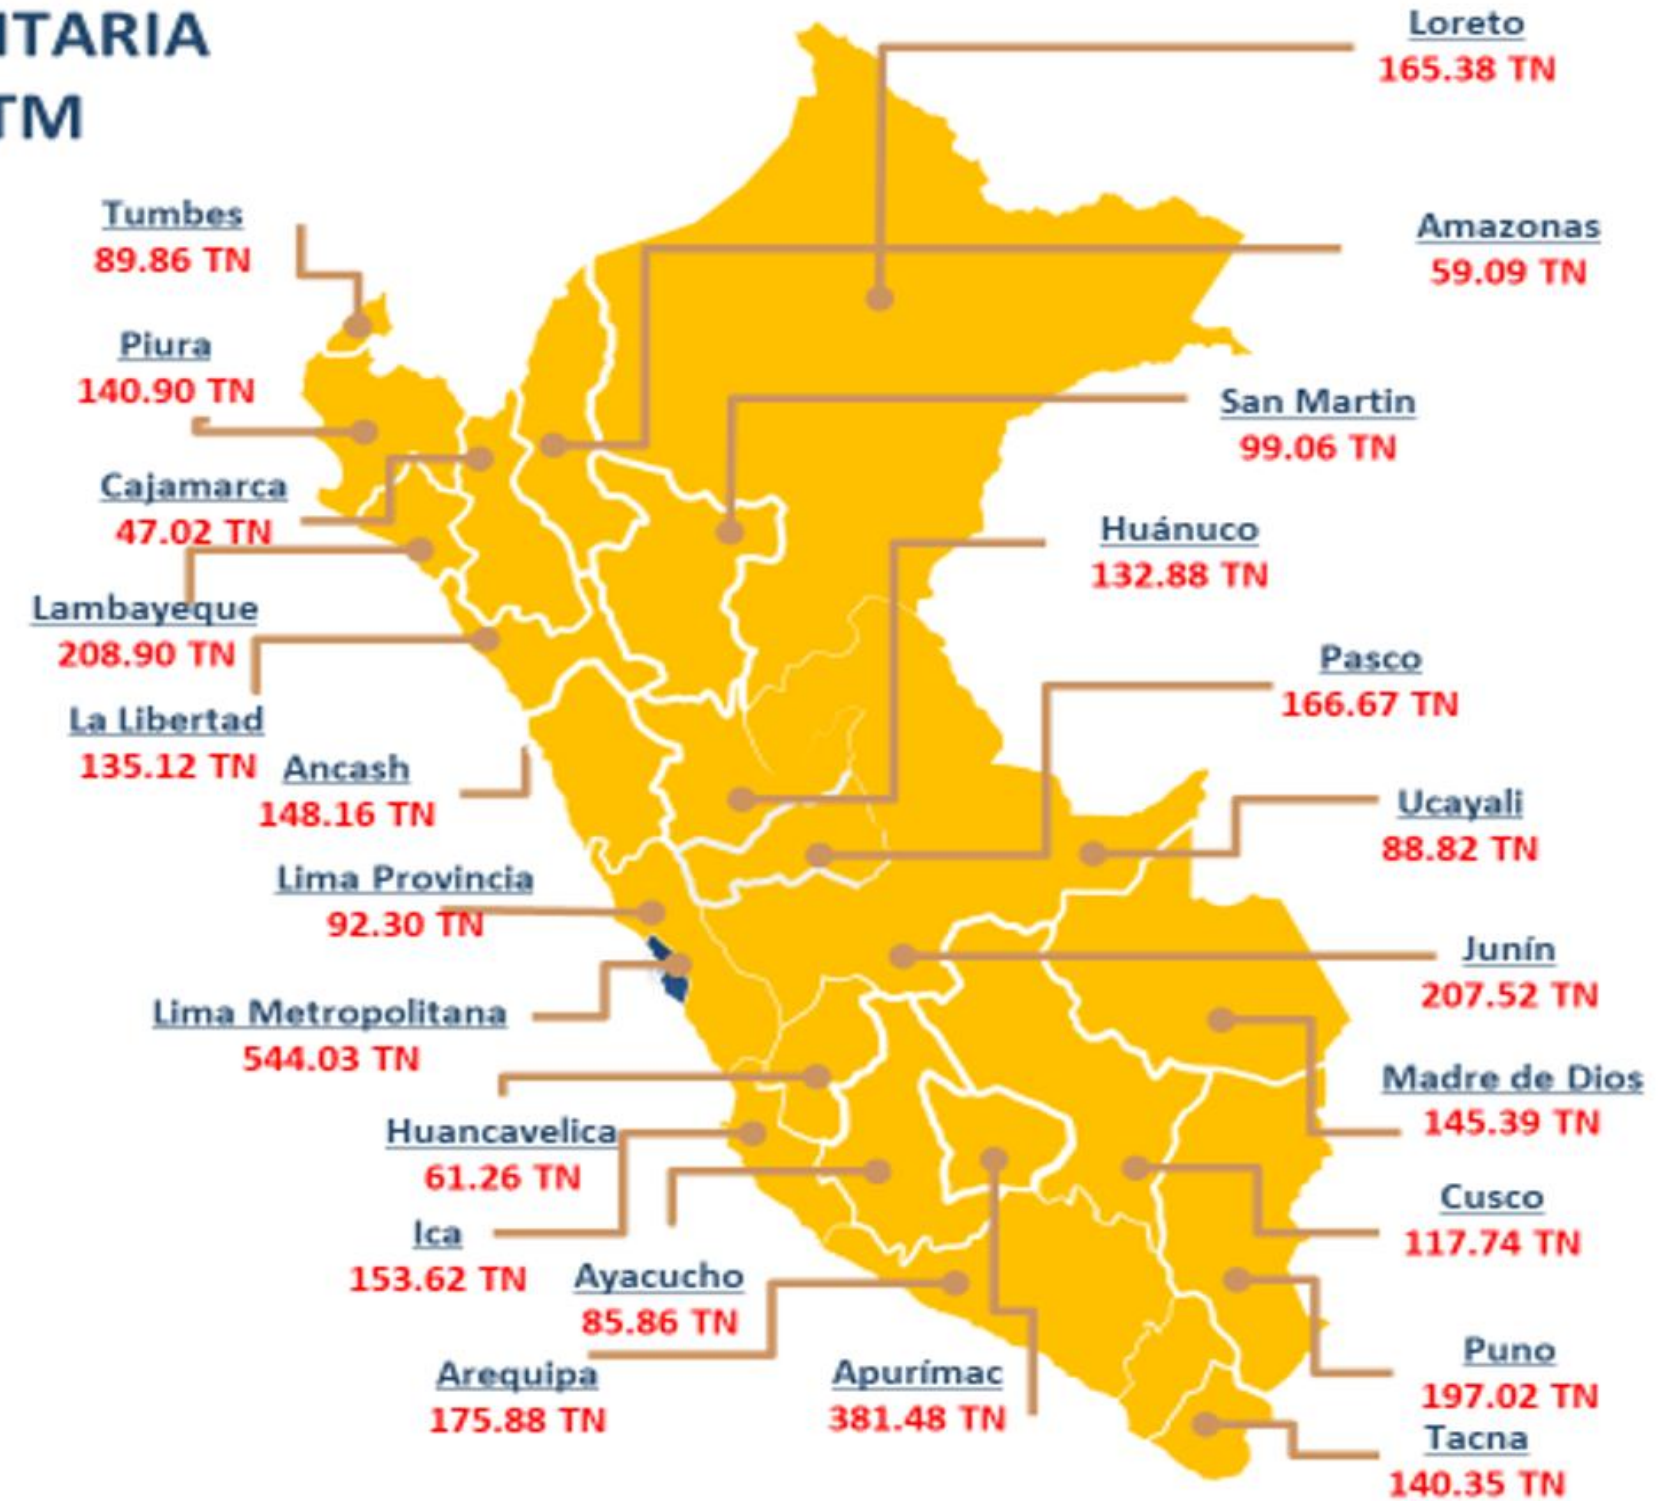 ITARIA
TM
Loreto
165.38 TN
Tumbes
89.86 TN
Amazonas
59.09 TN
Piura
140.90 TN
San Martin
99.06 TN
Cajamarca
47.02 TN
Huánuco
132.88 TN
Lambayeque
208.90 TN
Pasco
166.67 TN
La Libertad
135.12 TN
Ancash
148.16 TN
Ucayali
88.82 TN
Lima Provincia
92.30 TN
Junín
207.52 TN
Lima Metropolitana
544.03 TN
Madre de Dios
145.39 TN
Huancavelica
61.26 TN
Cusco
117.74 TN
Ica
153.62 TN
Ayacucho
85.86 TN
Puno
197.02 TN
Arequipa
175.88 TN
Apurímac
381.48 TN
Tacna
140.35 TN